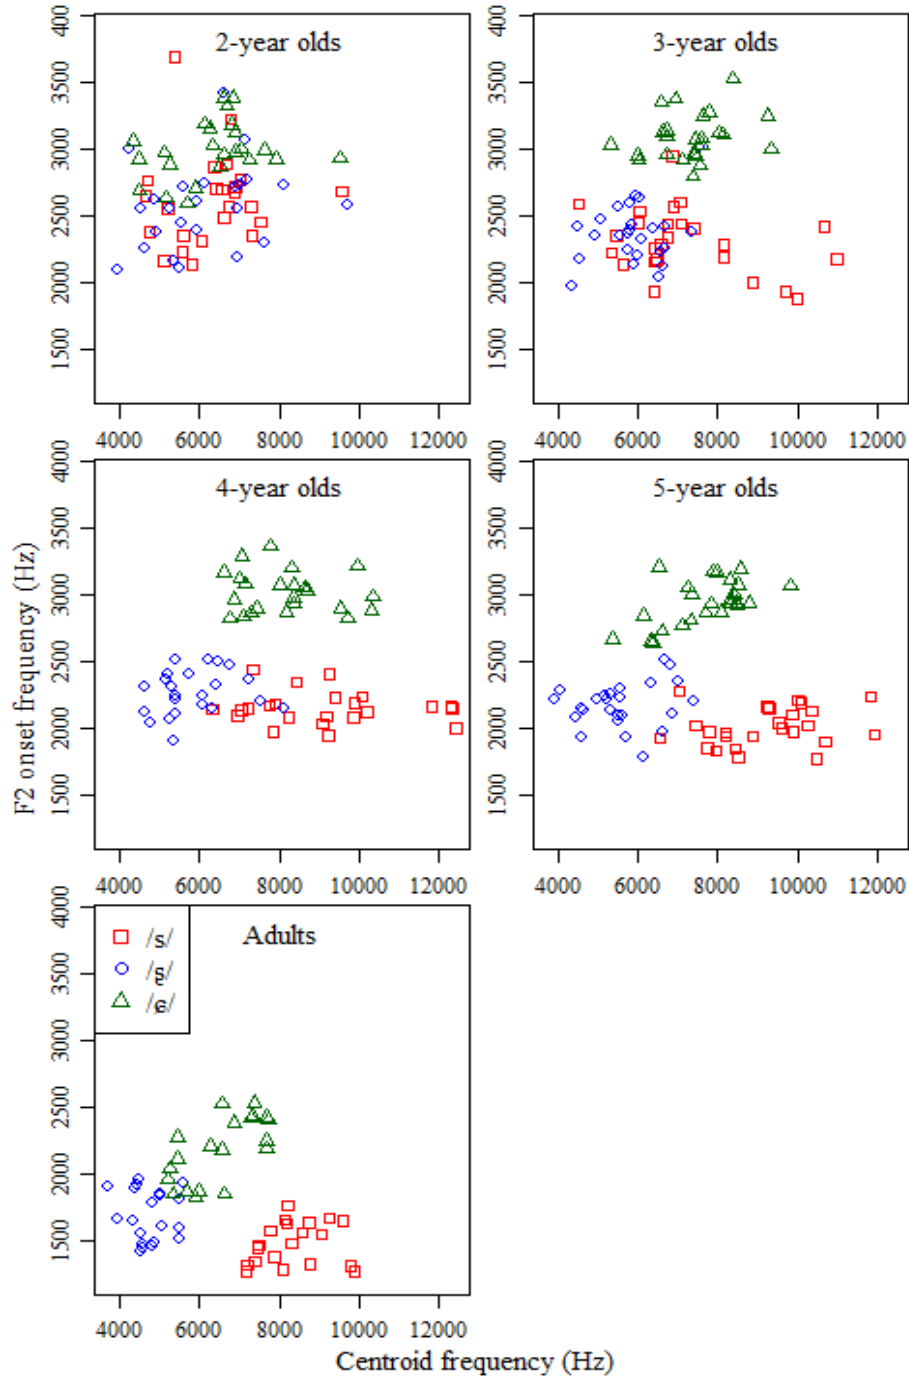 2-year olds
400
3500
3000
2500
2000
1500
4000 6000 8000 10000 12000
3-year olds
400
3500
3000
2500
2000
1500
4000 6000 8000 10000 12000
4-year olds
4000
3500
3000
2500
2000
1500
4000 6000 8000 10000 12000
5-year olds
4000
3500
3000
2500
2000
1500
4000 6000 8000 10000 12000
Adults
/s/
/ʂ/
/ɕ/
4000
3500
3000
2500
2000
1500
4000 6000 8000 10000 12000
F2 onset frequency (Hz)
Centroid frequency (Hz)